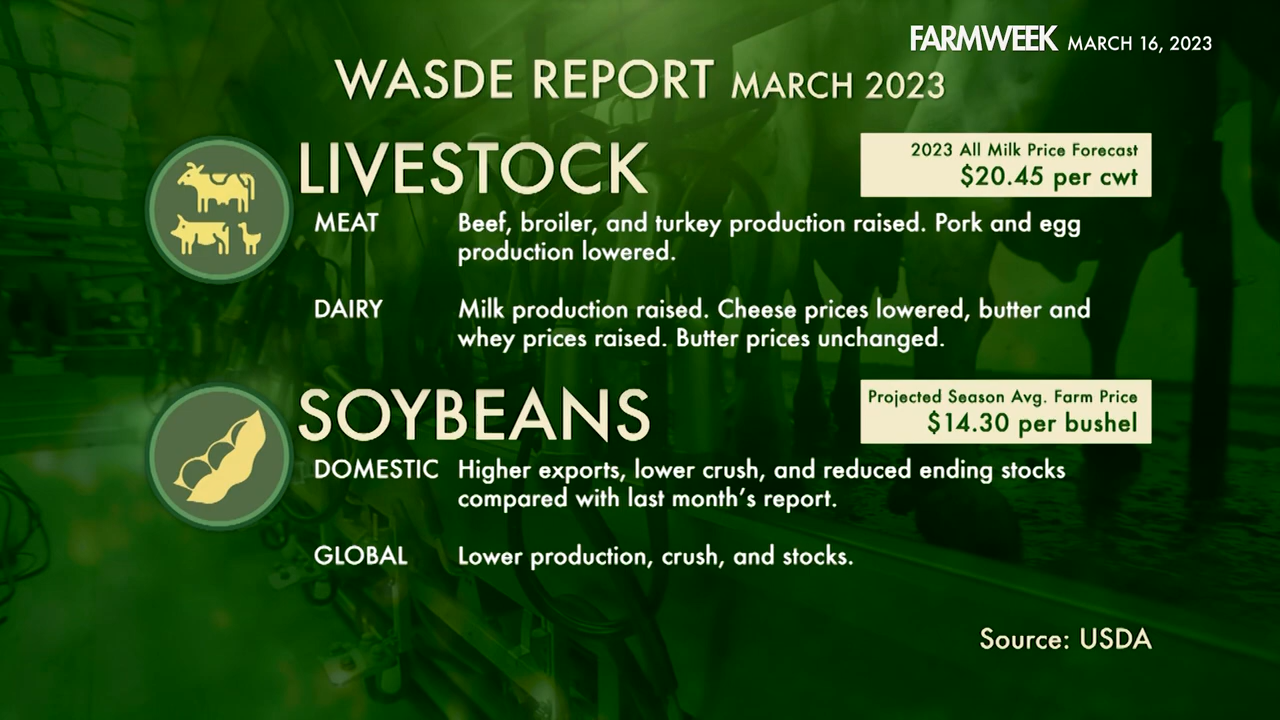 FARMWEEK MARCH 16, 2023
WASDE REPORT MARCH 2023
LIVESTOCK
2023 All Milk Price Forecast
$20.45 per cwt
MEAT Beef, broiler, and turkey production raised. Pork and egg
production lowered.
DAIRY Milk production raised. Cheese prices lowered, butter and
whey prices raised. Butter prices unchanged.
SOYBEANS
Projected Season Avg. Farm Price
$14.30 per bushel
DOMESTIC Higher exports, lower crush, and reduced ending stocks
compared with last month’s report.
GLOBAL Lower production, crush, and stocks.
Source: USDA